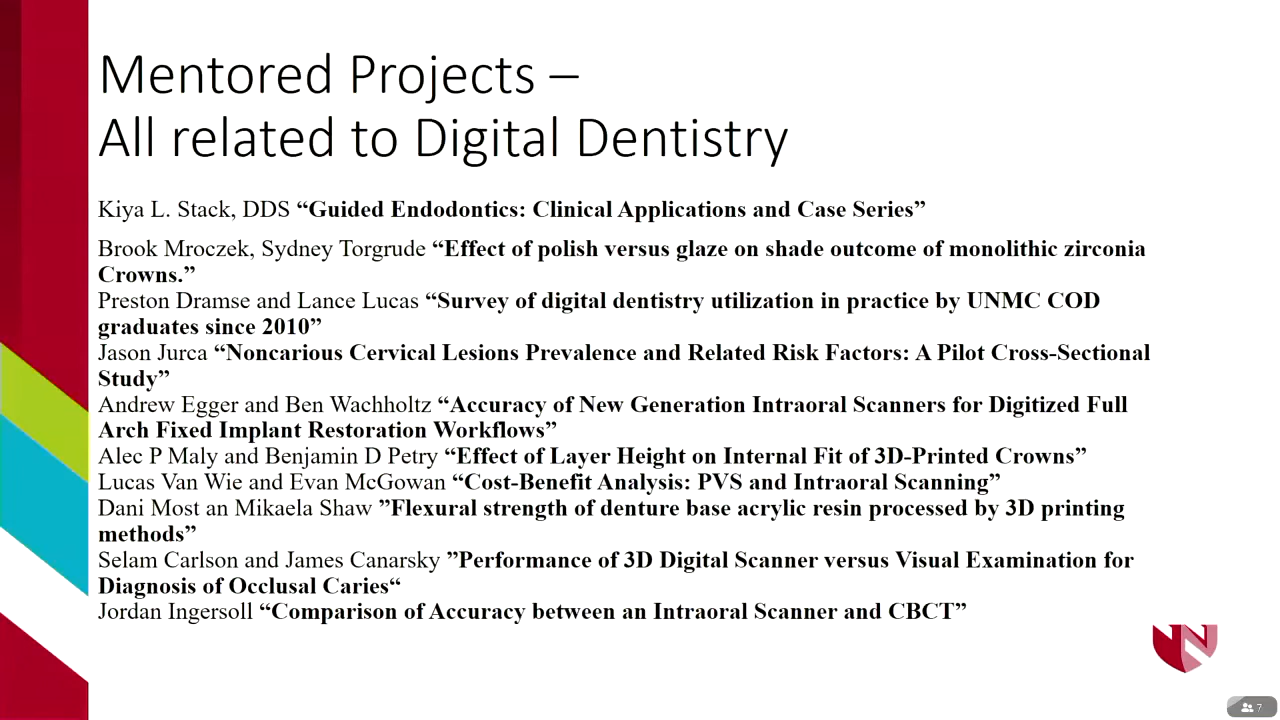 Mentored Projects –
All related to Digital Dentistry
Kiya L. Stack, DDS “Guided Endodontics: Clinical Applications and Case Series”
Brook Mroczek, Sydney Torgrude “Effect of polish versus glaze on shade outcome of monolithic zirconia
Crowns.”
Preston Dramse and Lance Lucas “Survey of digital dentistry utilization in practice by UNMC COD
graduates since 2010”
Jason Jurca “Noncarious Cervical Lesions Prevalence and Related Risk Factors: A Pilot Cross-Sectional
Study”
Andrew Egger and Ben Wachholtz “Accuracy of New Generation Intraoral Scanners for Digitized Full
Arch Fixed Implant Restoration Workflows”
Alec P Maly and Benjamin D Petry “Effect of Layer Height on Internal Fit of 3D-Printed Crowns”
Lucas Van Wie and Evan McGowan “Cost-Benefit Analysis: PVS and Intraoral Scanning”
Dani Most an Mikaela Shaw ”Flexural strength of denture base acrylic resin processed by 3D printing
methods”
Selam Carlson and James Canarsky ”Performance of 3D Digital Scanner versus Visual Examination for
Diagnosis of Occlusal Caries“
Jordan Ingersoll “Comparison of Accuracy between an Intraoral Scanner and CBCT”
N
7